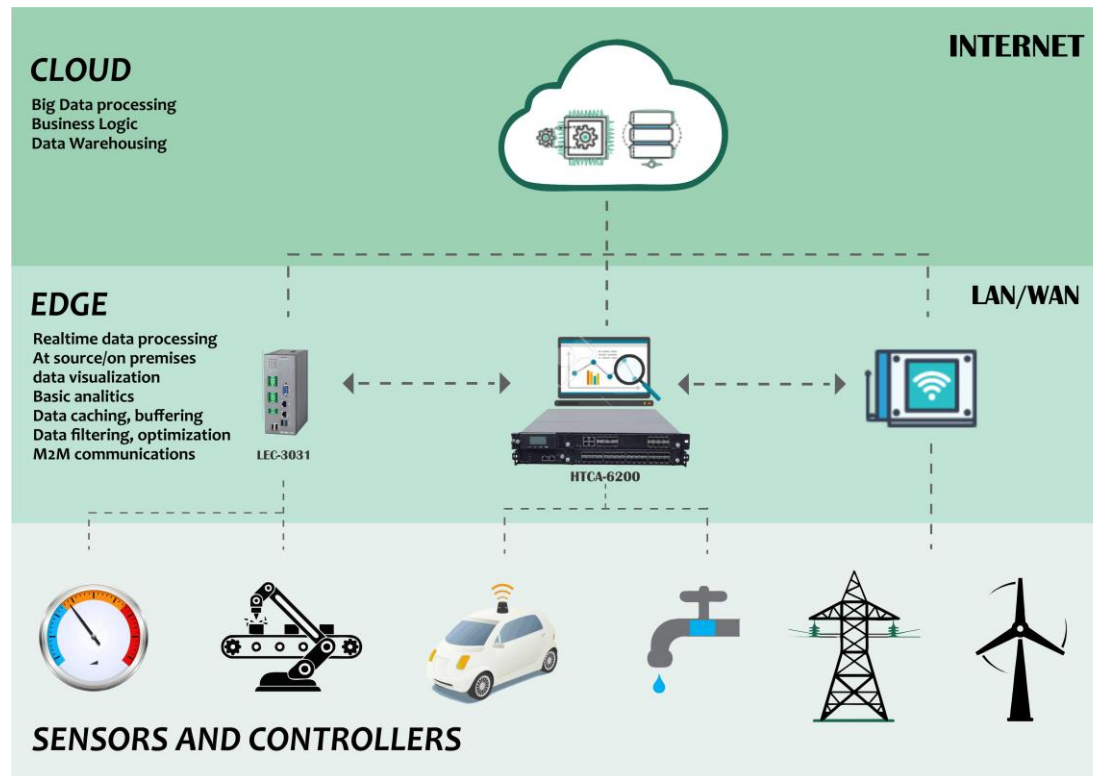 CLOUD
INTERNET
Big Data processing
Business Logic
Data Warehousing
EDGE
LAN/WAN
Realtime data processing
At source/on premises
data visualization
Basic analitics
Data caching, buffering
Data filtering, optimization
M2M communications
LEC-3031
HTCA-6200
SENSORS AND CONTROLLERS